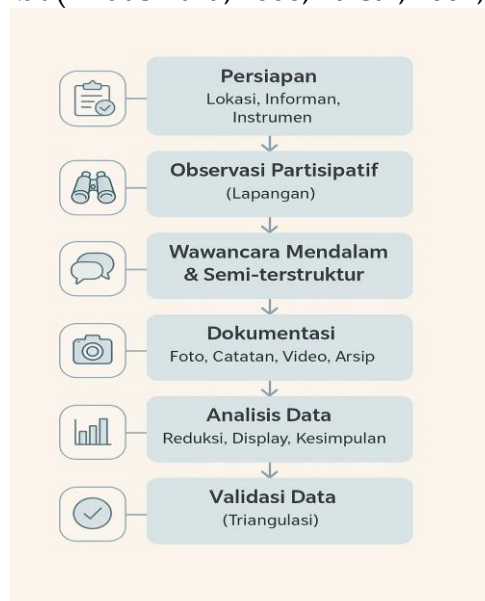 Persiapan
Lokasi, Informan,
Instrumen
Observasi Partisipatif
(Lapangan)
Wawancara Mendalam
& Semi-terstruktur
Dokumentasi
Foto, Catatan, Video, Arsip
Analisis Data
Reduksi, Display, Kesimpulan
Validasi Data
(Triangulasi)